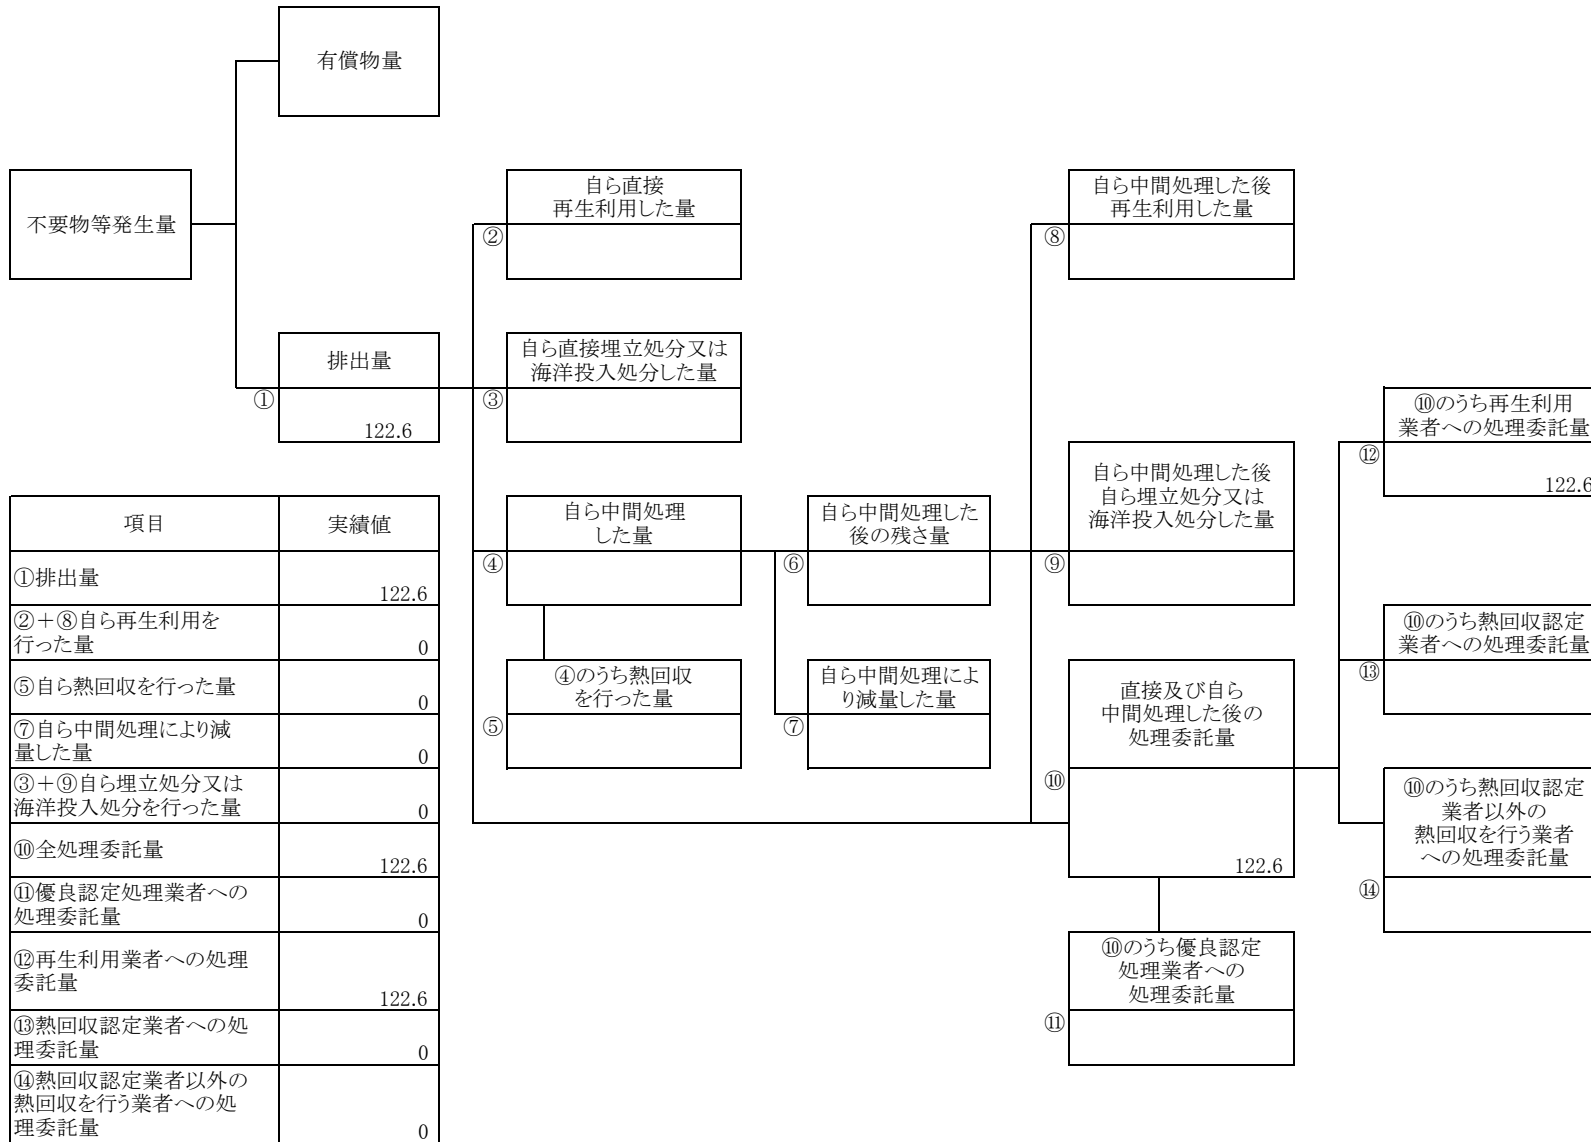 有償物量
不要物等発生量
自ら直接
再生利用した量
②
自ら中間処理した後
再生利用した量
⑧
排出量
①
122.6
自ら直接埋立処分又は
海洋投入処分した量
③
⑩のうち再生利用
業者への処理委託量
⑫
122.6
自ら中間処理した後
自ら埋立処分又は
海洋投入処分した量
⑨
自ら中間処理
した量
④
自ら中間処理した
後の残さ量
⑥
④のうち熱回収
を行った量
⑤
自ら中間処理によ
り減量した量
⑦
直接及び自ら
中間処理した後の
処理委託量
⑩
122.6
⑩のうち熱回収認定
業者への処理委託量
⑬
⑩のうち熱回収認定
業者以外の
熱回収を行う業者
への処理委託量
⑭
⑩のうち優良認定
処理業者への
処理委託量
⑪
項目 実績値
①排出量
122.6
②+⑧自ら再生利用を
行った量 0
⑤自ら熱回収を行った量
0
⑦自ら中間処理により減
量した量 0
③+⑨自ら埋立処分又は
海洋投入処分を行った量 0
⑩全処理委託量
122.6
⑪優良認定処理業者への
処理委託量 0
⑫再生利用業者への処理
委託量
122.6
⑬熱回収認定業者への処
理委託量 0
⑭熱回収認定業者以外の
熱回収を行う業者への処
理委託量 0